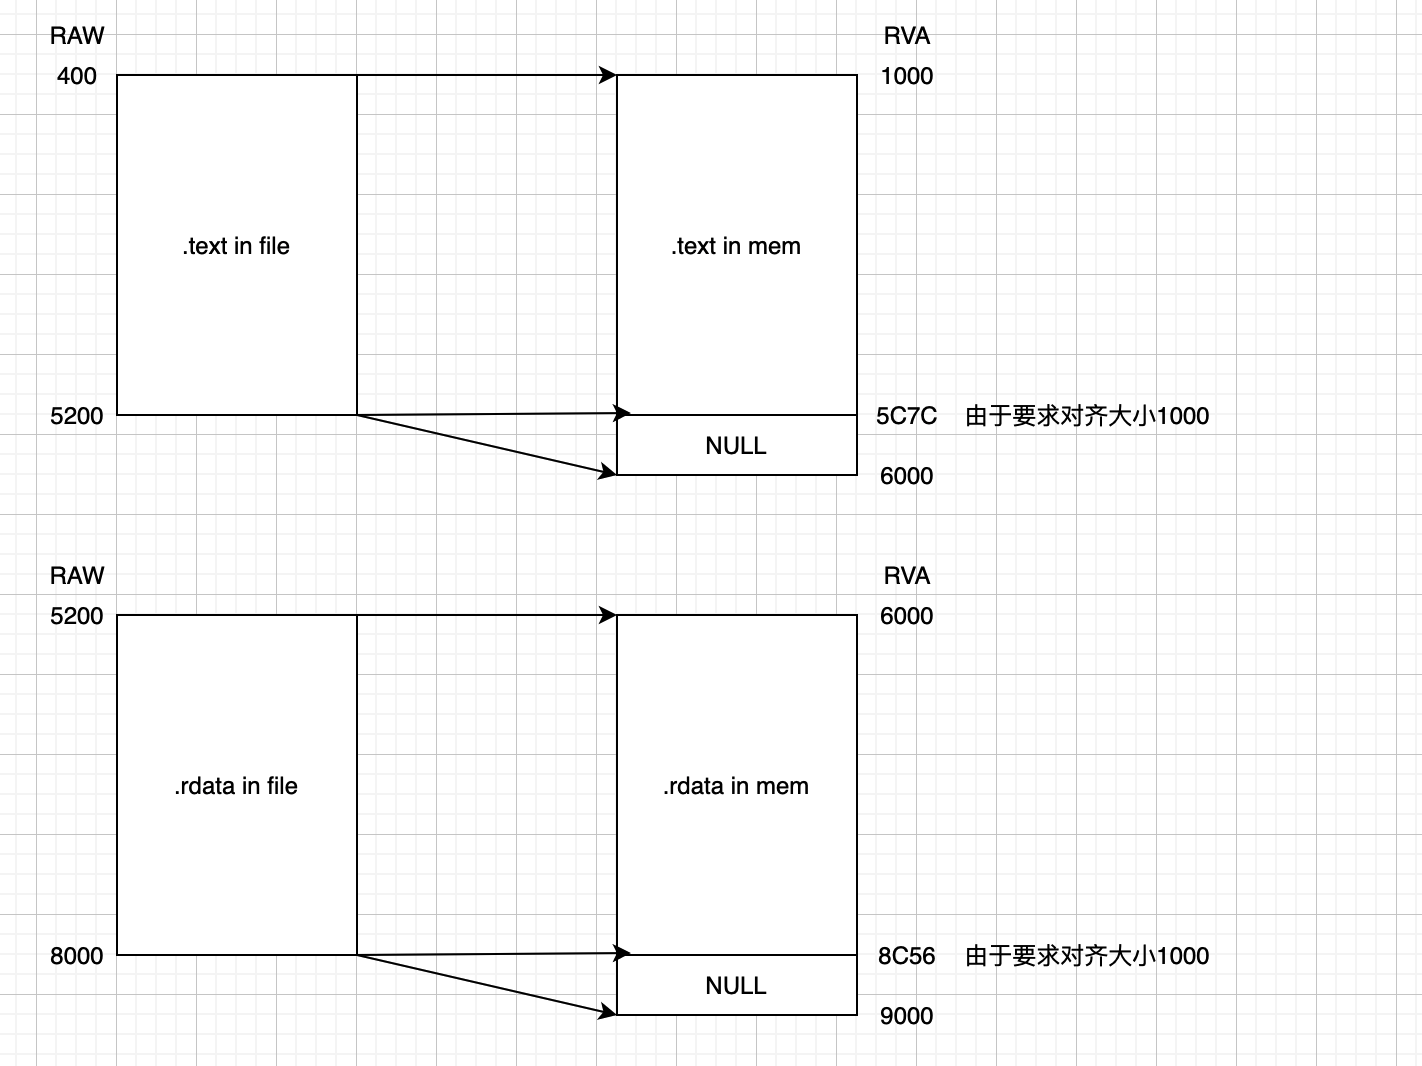 RAW
RVA
400
1000
.text in file
.text in mem
5200
5C7C 由于要求对齐大小1000
NULL
6000
RAW
RVA
5200
6000
.rdata in file
.rdata in mem
8000
8C56 由于要求对齐大小1000
NULL
9000